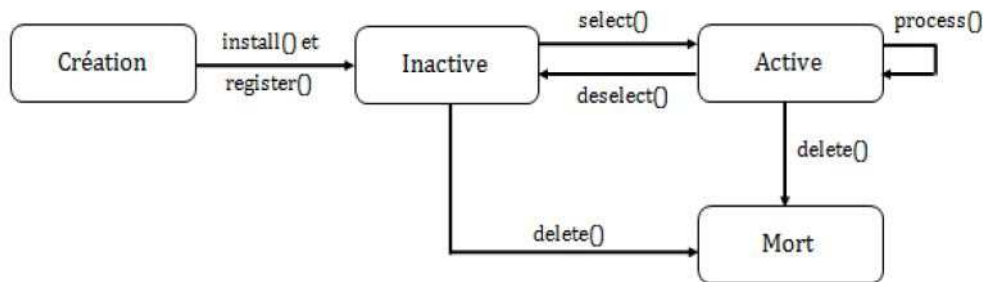 select()
process()
Création
install() et
register()
Inactive
Active
deselect()
delete()
delete()
Mort